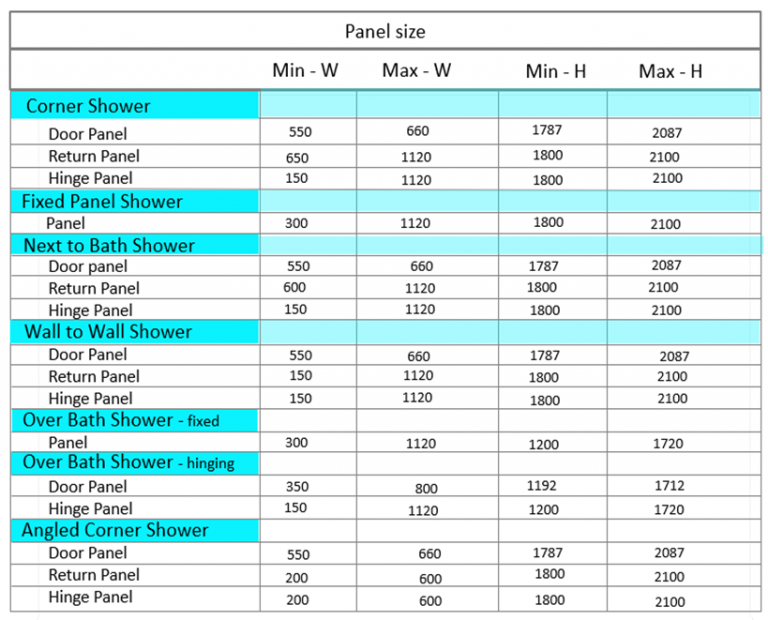 Panel size
Min - W Max - W Min - H Max - H
Corner Shower
Door Panel 550 660 1787 2087
Return Panel 650 1120 1800 2100
Hinge Panel 150 1120 1800 2100
Fixed Panel Shower
Panel 300 1120 1800 2100
Next to Bath Shower
Door panel 550 660 1787 2087
Return Panel 600 1120 1800 2100
Hinge Panel 150 1120 1800 2100
Wall to Wall Shower
Door Panel 550 660 1787 2087
Return Panel 150 1120 1800 2100
Hinge Panel 150 1120 1800 2100
Over Bath Shower - fixed
Panel 300 1120 1200 1720
Over Bath Shower - hinging
Door Panel 350 800 1192 1712
Hinge Panel 150 1120 1200 1720
Angled Corner Shower
Door Panel 550 660 1787 2087
Return Panel 200 600 1800 2100
Hinge Panel 200 600 1800 2100